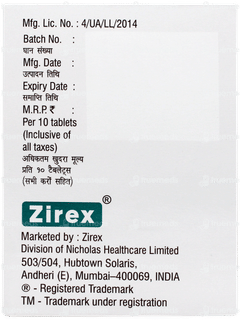 Mfg. Lic. No. : 4/UA/LL/2014
Batch No. :
घान संख्या
Mfg. Date :
उत्पादन तिथि
Expiry Date :
समाप्ति तिथि
M.R.P. ₹ :
Per 10 tablets
(Inclusive of
all taxes)
अधिकतम खुदरा मूल्य
प्रति १० टैबलेट्स
(सभी करों सहित)
Zirex®
Marketed by : Zirex
Division of Nicholas Healthcare Limited
503/504, Hubtown Solaris,
Andheri (E), Mumbai–400069, INDIA
® - Registered Trademark
TM - Trademark under registration